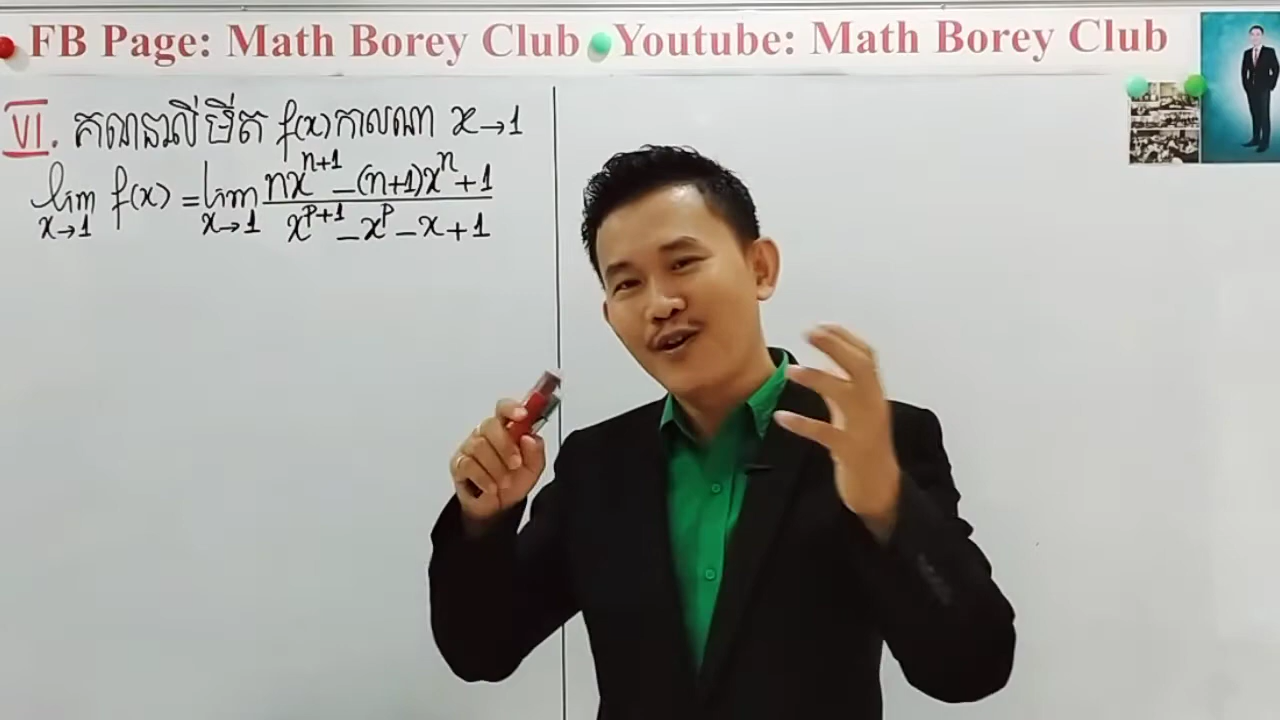 FB Page: Math Borey Club Youtube: Math Borey Club
VI. គណនាលីមីត f(x) កាលណា x→1
lim x→1 f(x) = lim x→1 (nx^{n+1} - (n+1)x^n + 1) / (x^{p+1} - x^p - x + 1)